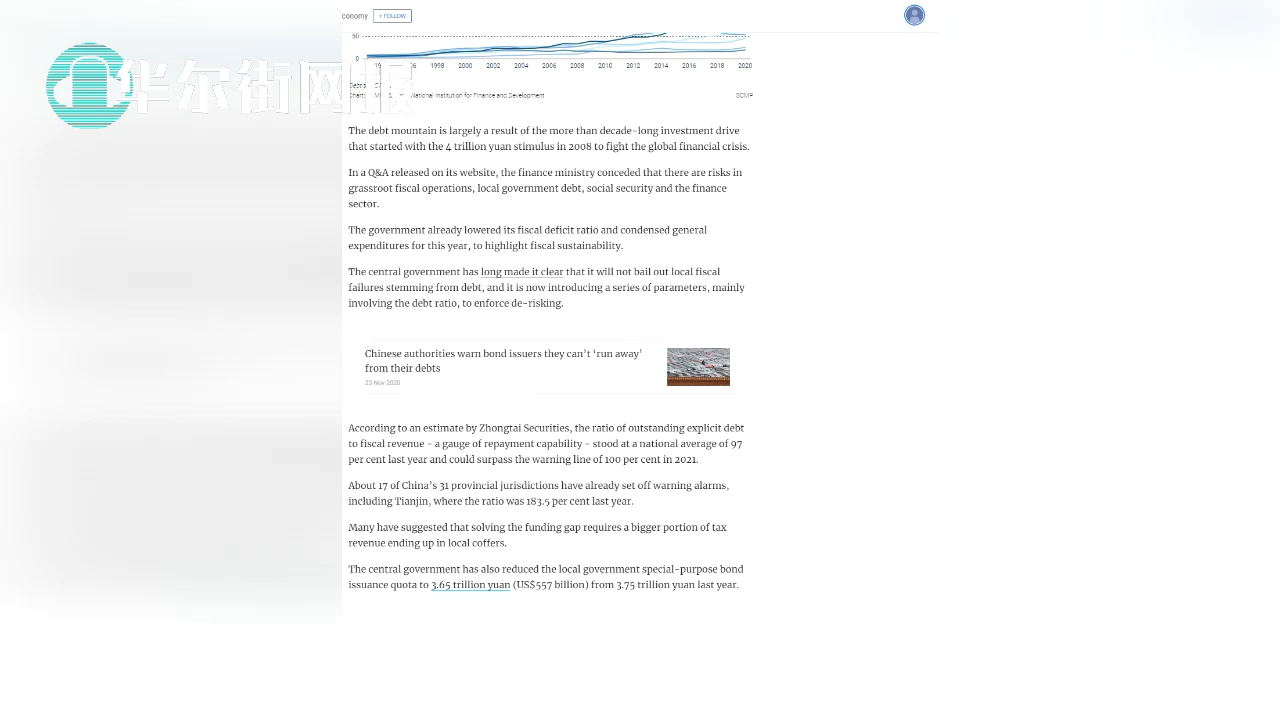 conomy
+ FOLLOW
50
0
1998 2000 2002 2004 2006 2008 2010 2012 2014 2016 2018 2020
华尔街网报
National Institution for Finance and Development
SCMP
The debt mountain is largely a result of the more than decade-long investment drive
that started with the 4 trillion yuan stimulus in 2008 to fight the global financial crisis.
In a Q&A released on its website, the finance ministry conceded that there are risks in
grassroot fiscal operations, local government debt, social security and the finance
sector.
The government already lowered its fiscal deficit ratio and condensed general
expenditures for this year, to highlight fiscal sustainability.
The central government has long made it clear that it will not bail out local fiscal
failures stemming from debt, and it is now introducing a series of parameters, mainly
involving the debt ratio, to enforce de-risking.
Chinese authorities warn bond issuers they can't 'run away'
from their debts
23 Nov 2020
According to an estimate by Zhongtai Securities, the ratio of outstanding explicit debt
to fiscal revenue - a gauge of repayment capability - stood at a national average of 97
per cent last year and could surpass the warning line of 100 per cent in 2021.
About 17 of China's 31 provincial jurisdictions have already set off warning alarms,
including Tianjin, where the ratio was 183.5 per cent last year.
Many have suggested that solving the funding gap requires a bigger portion of tax
revenue ending up in local coffers.
The central government has also reduced the local government special-purpose bond
issuance quota to 3.65 trillion yuan (US$557 billion) from 3.75 trillion yuan last year.